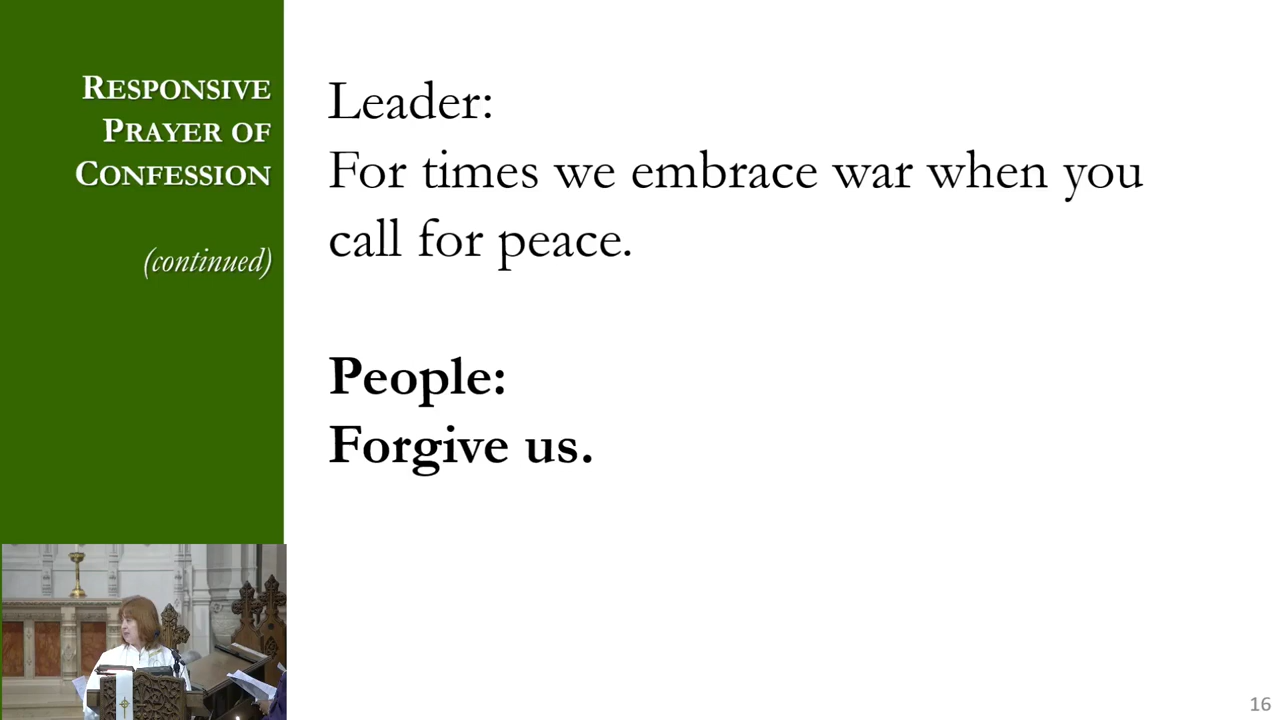 RESPONSIVE
PRAYER OF
CONFESSION
(continued)
Leader:
For times we embrace war when you
call for peace.
People:
Forgive us.
16